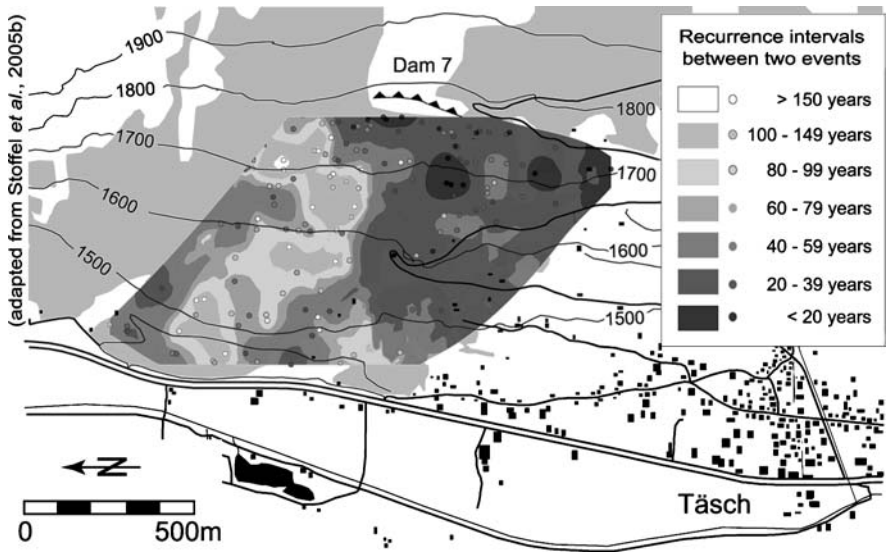 (adapted from Stoffel et al., 2005b)
1900
1800
1700
1600
1500
Dam 7
1800
1700
1600
1500
Recurrence intervals
between two events
> 150 years
100 - 149 years
80 - 99 years
60 - 79 years
40 - 59 years
20 - 39 years
< 20 years
N
0 500m
Täsch